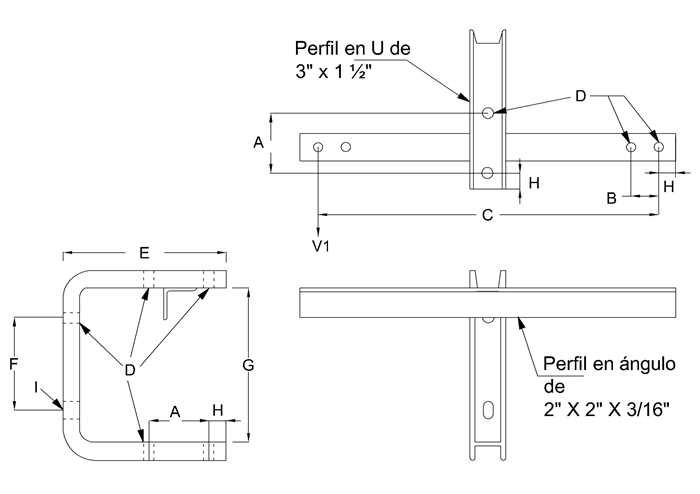 Perfil en U de
3" x 1 ½"
D
A
H
H
B
C
V1
E
D
F
G
I
A
H
Perfil en ángulo
de
2" X 2" X 3/16"